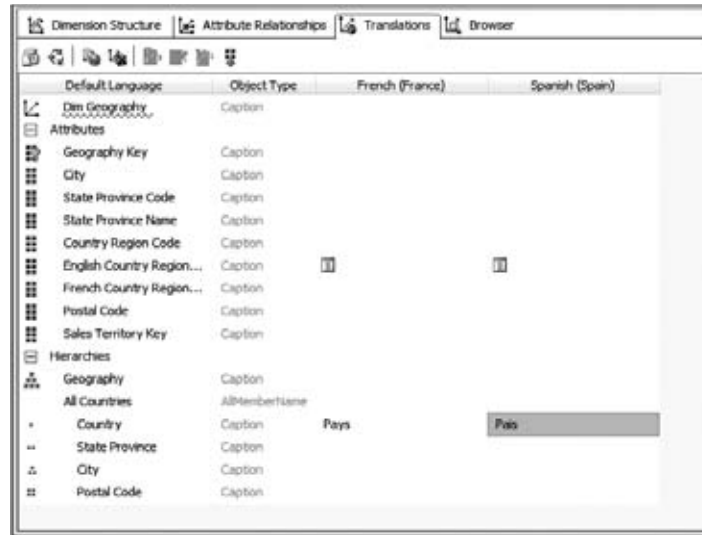 Dimension Structure Attribute Relationships Translations Browser
Default Language Object Type French (France) Spanish (Spain)
Dim Geography Caption
Attributes
Geography Key Caption
City Caption
State Province Code Caption
State Province Name Caption
Country Region Code Caption
English Country Region... Caption
French Country Region... Caption
Postal Code Caption
Sales Territory Key Caption
Hierarchies
Geography Caption
All Countries AllMemberName
Country Caption Pays Pais
State Province Caption
City Caption
Postal Code Caption